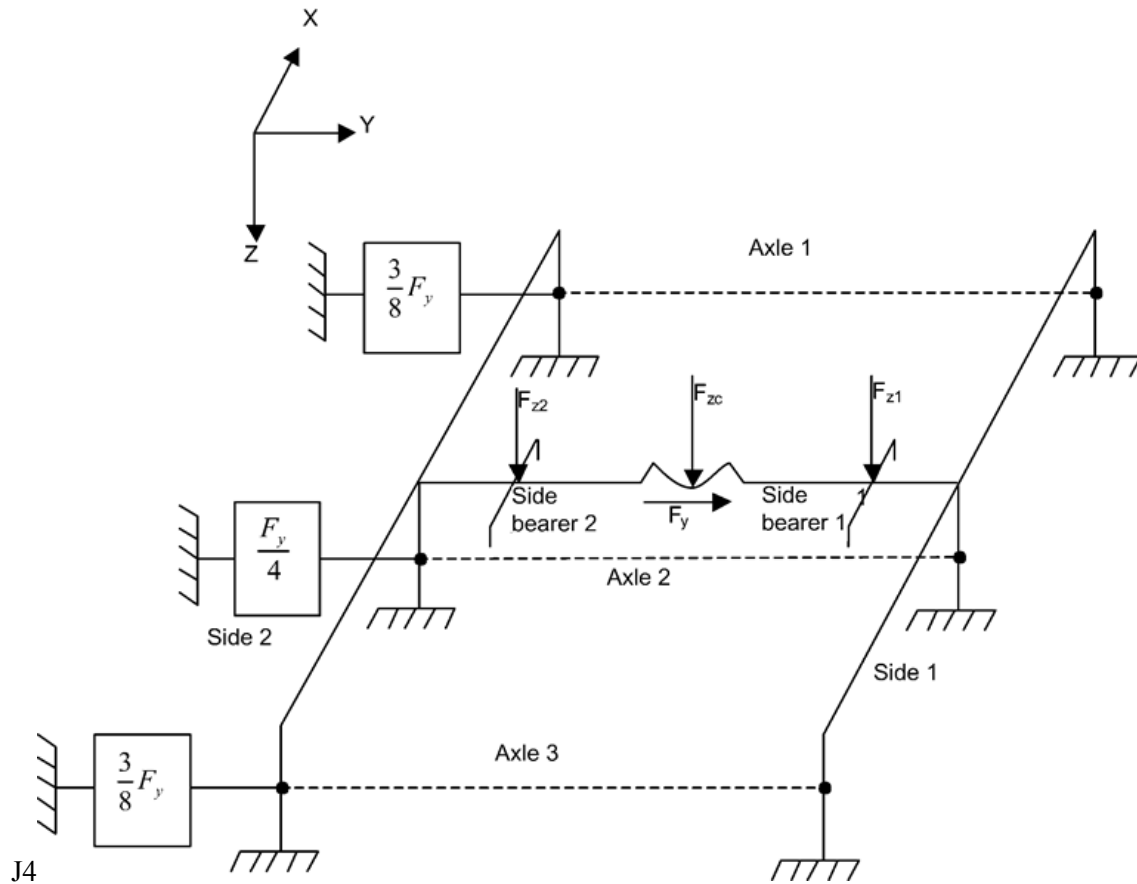 X
Y
Z
Axle 1
3/8 F_y
F_z2
F_zc
F_z1
Side
bearer 2
F_y
Side
bearer 1
1
F_y/4
Axle 2
Side 2
Side 1
Axle 3
3/8 F_y
J4